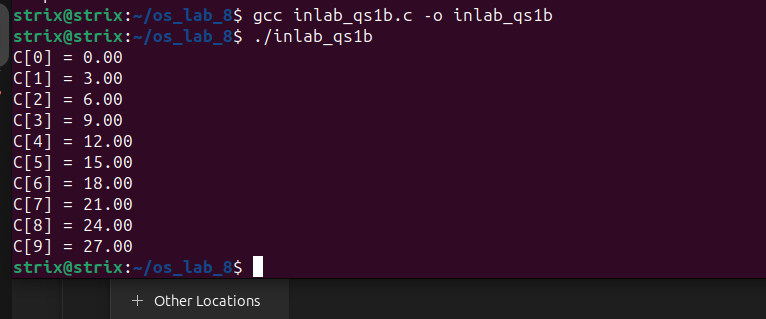 strix@strix:~/os_lab_8$ gcc inlab_qs1b.c -o inlab_qs1b
strix@strix:~/os_lab_8$ ./inlab_qs1b
C[0] = 0.00
C[1] = 3.00
C[2] = 6.00
C[3] = 9.00
C[4] = 12.00
C[5] = 15.00
C[6] = 18.00
C[7] = 21.00
C[8] = 24.00
C[9] = 27.00
strix@strix:~/os_lab_8$
+ Other Locations